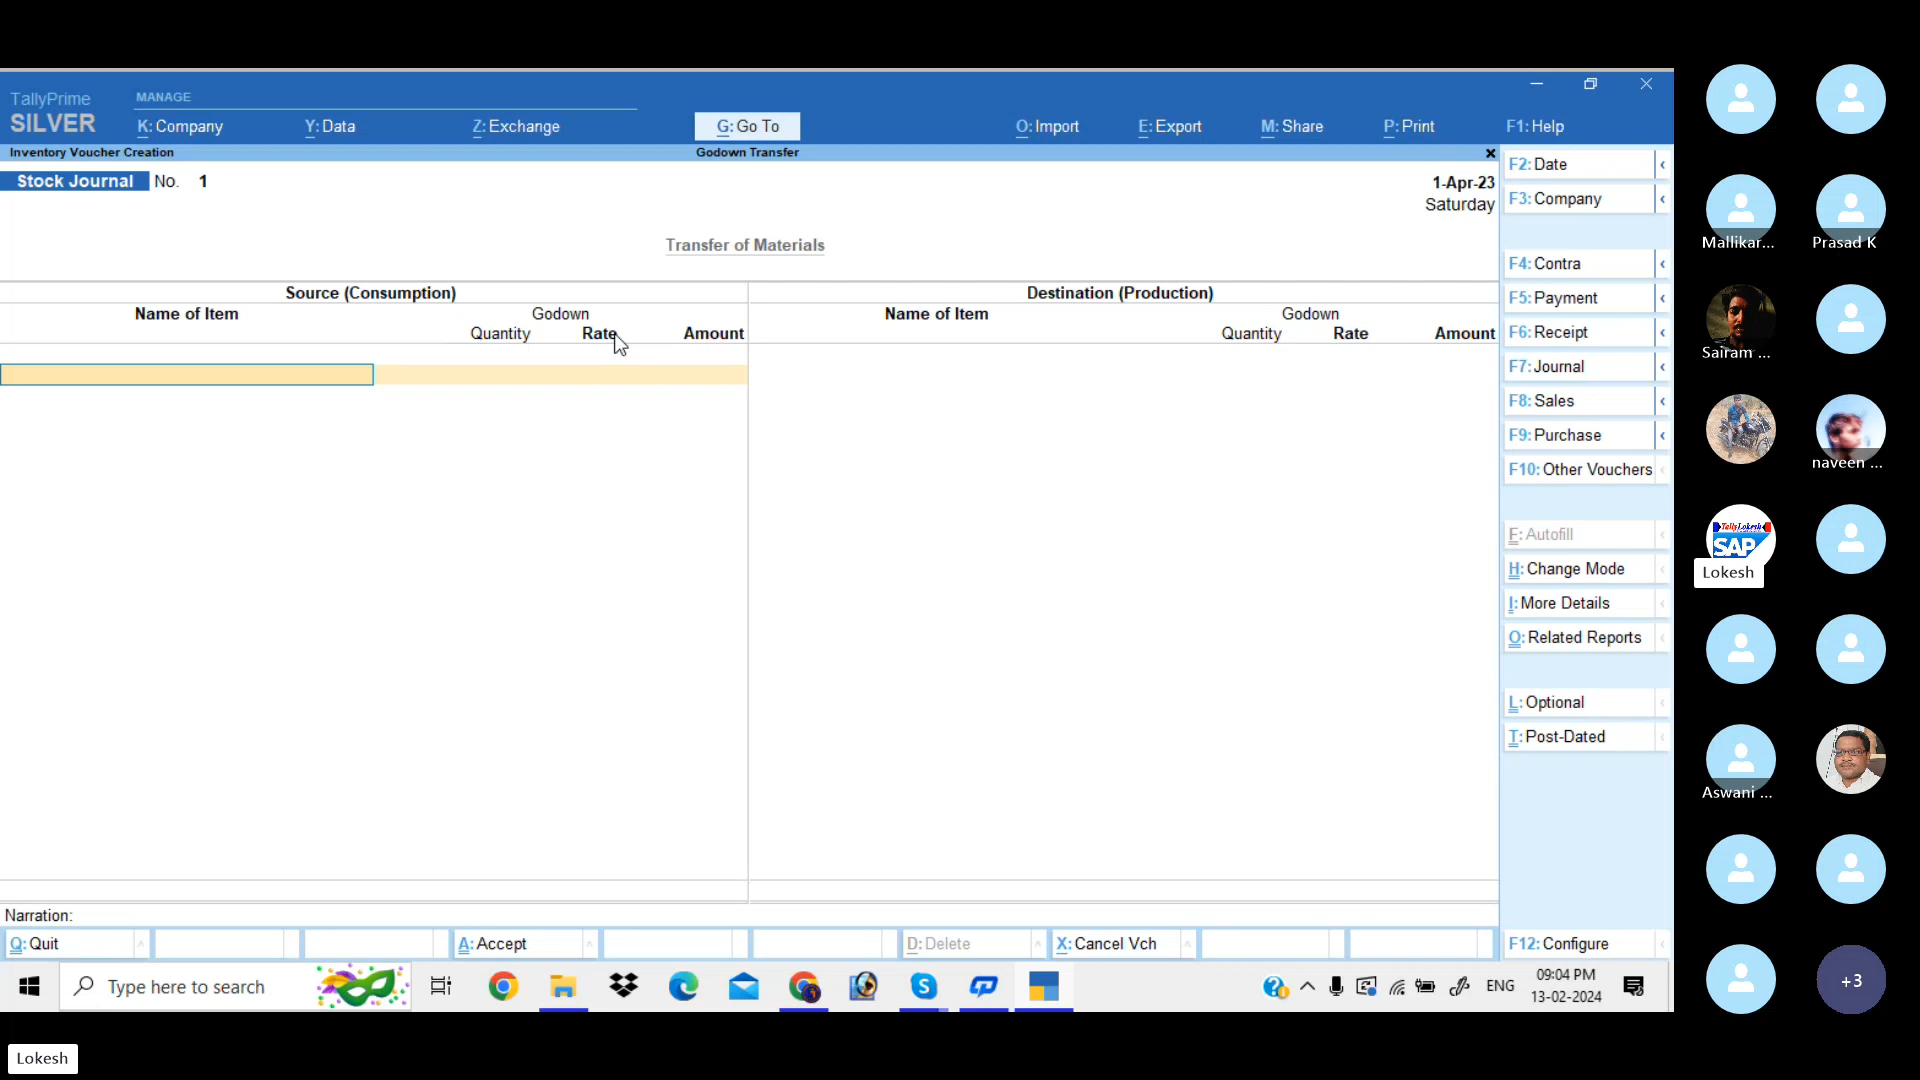 TallyPrime
SILVER
MANAGE
K: Company
Y: Data
Z: Exchange
G: Go To
O: Import
E: Export
M: Share
P: Print
F1: Help
Inventory Voucher Creation
Godown Transfer
Stock Journal No. 1
1-Apr-23
Saturday
Transfer of Materials
Source (Consumption)
Destination (Production)
Name of Item
Godown
Quantity Rate Amount
Name of Item
Godown
Quantity Rate Amount
F2: Date
F3: Company
F4: Contra
F5: Payment
F6: Receipt
F7: Journal
F8: Sales
F9: Purchase
F10: Other Vouchers
F: Autofill
H: Change Mode
I: More Details
O: Related Reports
L: Optional
T: Post-Dated
F12: Configure
Narration:
Q: Quit
A: Accept
D: Delete
X: Cancel Vch
Type here to search
ENG
09:04 PM
13-02-2024
Mallikar...
Prasad K
Sairam ...
naveen ...
TallyLokesh
SAP
Lokesh
Aswani ...
+3
Lokesh